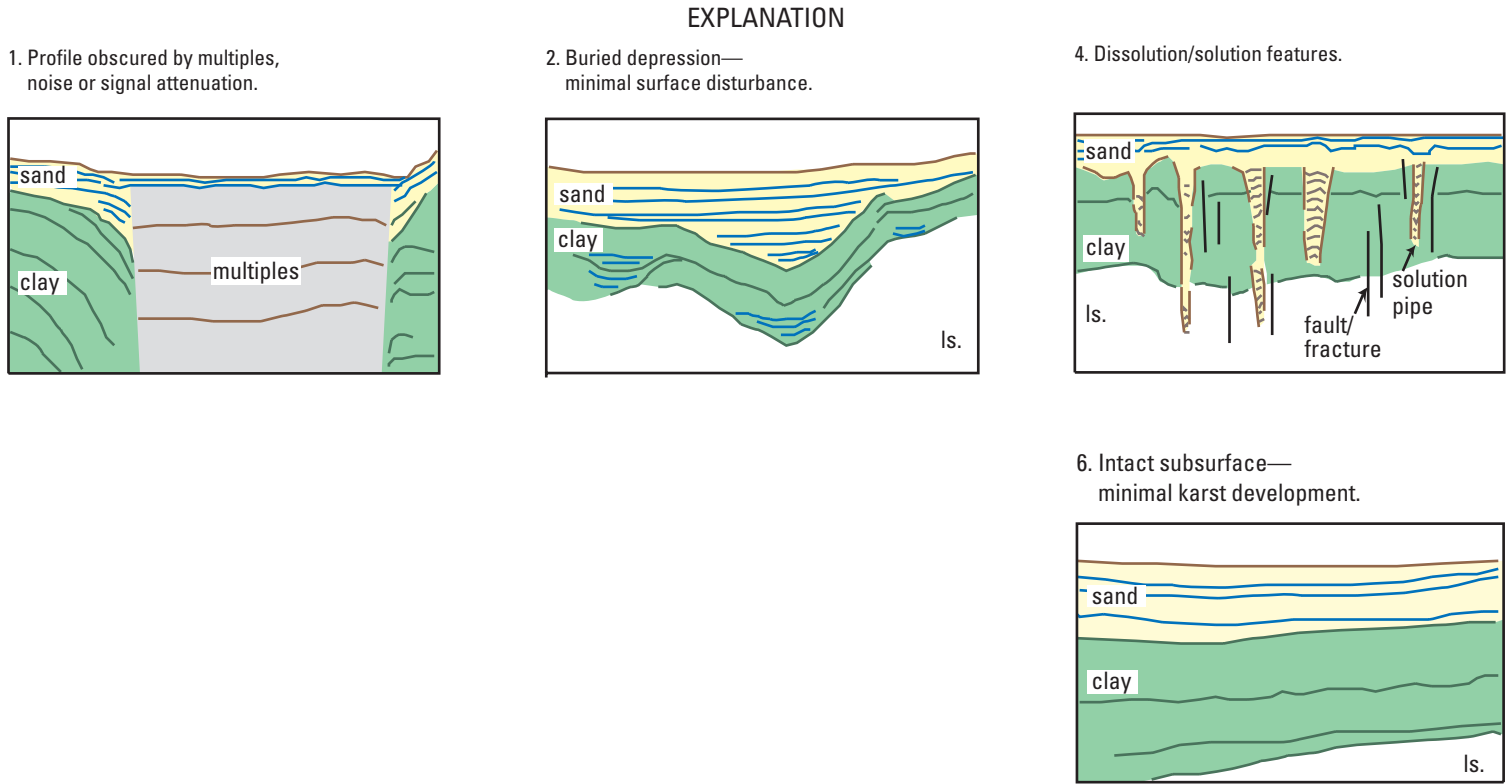 EXPLANATION
1. Profile obscured by multiples,
noise or signal attenuation.
sand
clay
multiples
2. Buried depression—
minimal surface disturbance.
sand
clay
ls.
4. Dissolution/solution features.
sand
clay
ls.
solution
pipe
fault/
fracture
6. Intact subsurface—
minimal karst development.
sand
clay
ls.